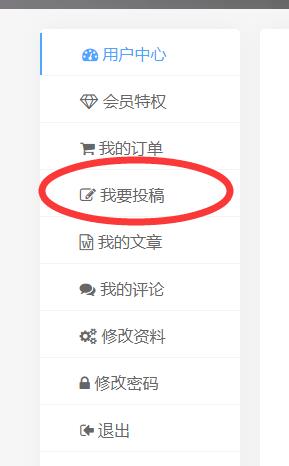 用户中心
会员特权
我的订单
我要投稿
我的文章
我的评论
修改资料
修改密码
退出